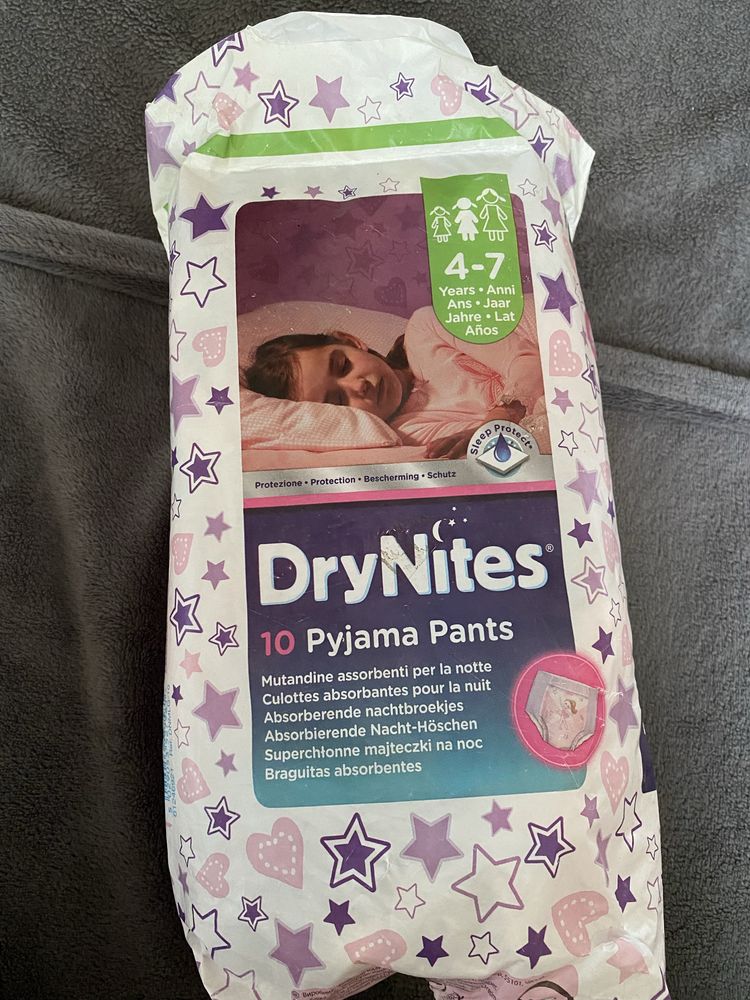 4-7
Years • Anni
Ans • Jaar
Jahre • Lat
Años
Sleep Protect*
Protezione • Protection • Bescherming • Schutz
DryNites®
10 Pyjama Pants
Mutandine assorbenti per la notte
Culottes absorbantes pour la nuit
Absorberende nachtbroekjes
Absorbierende Nacht-Höschen
Superchłonne majteczki na noc
Braguitas absorbentes